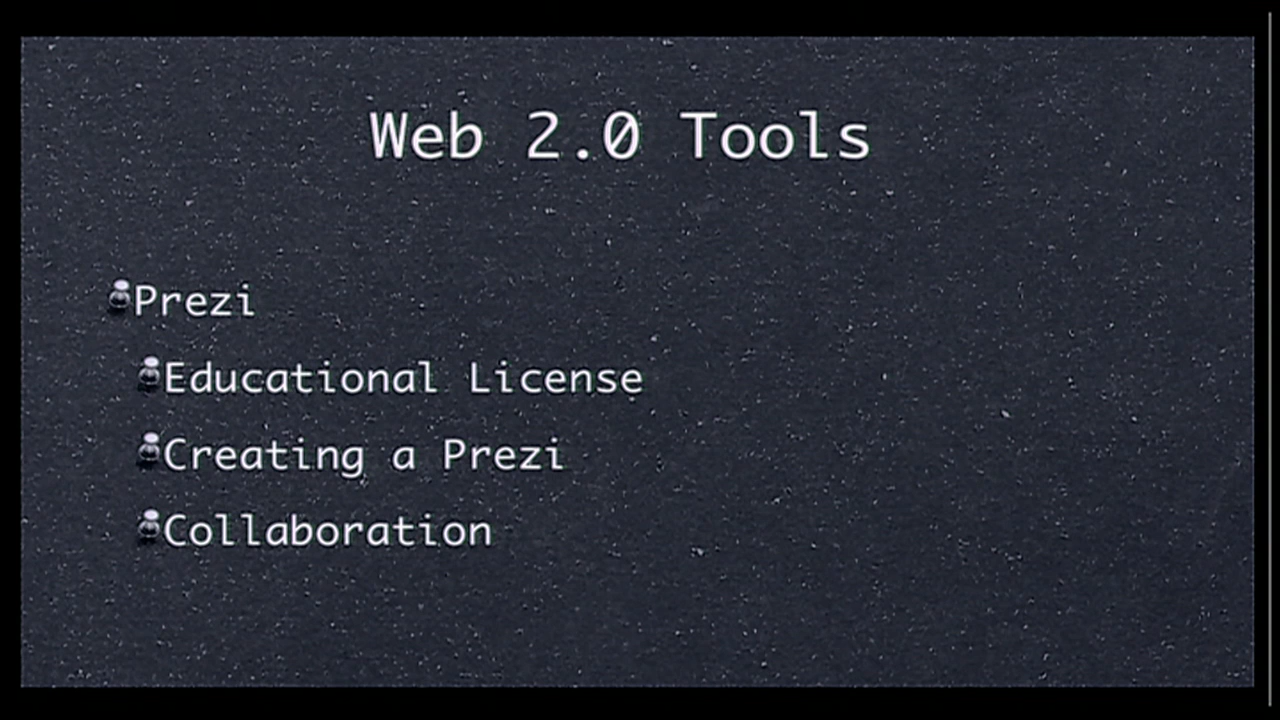 Web 2.0 Tools
Prezi
Educational License
Creating a Prezi
Collaboration